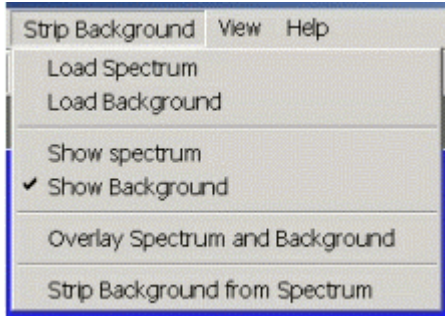 Strip Background View Help
Load Spectrum
Load Background
Show spectrum
Show Background
Overlay Spectrum and Background
Strip Background from Spectrum